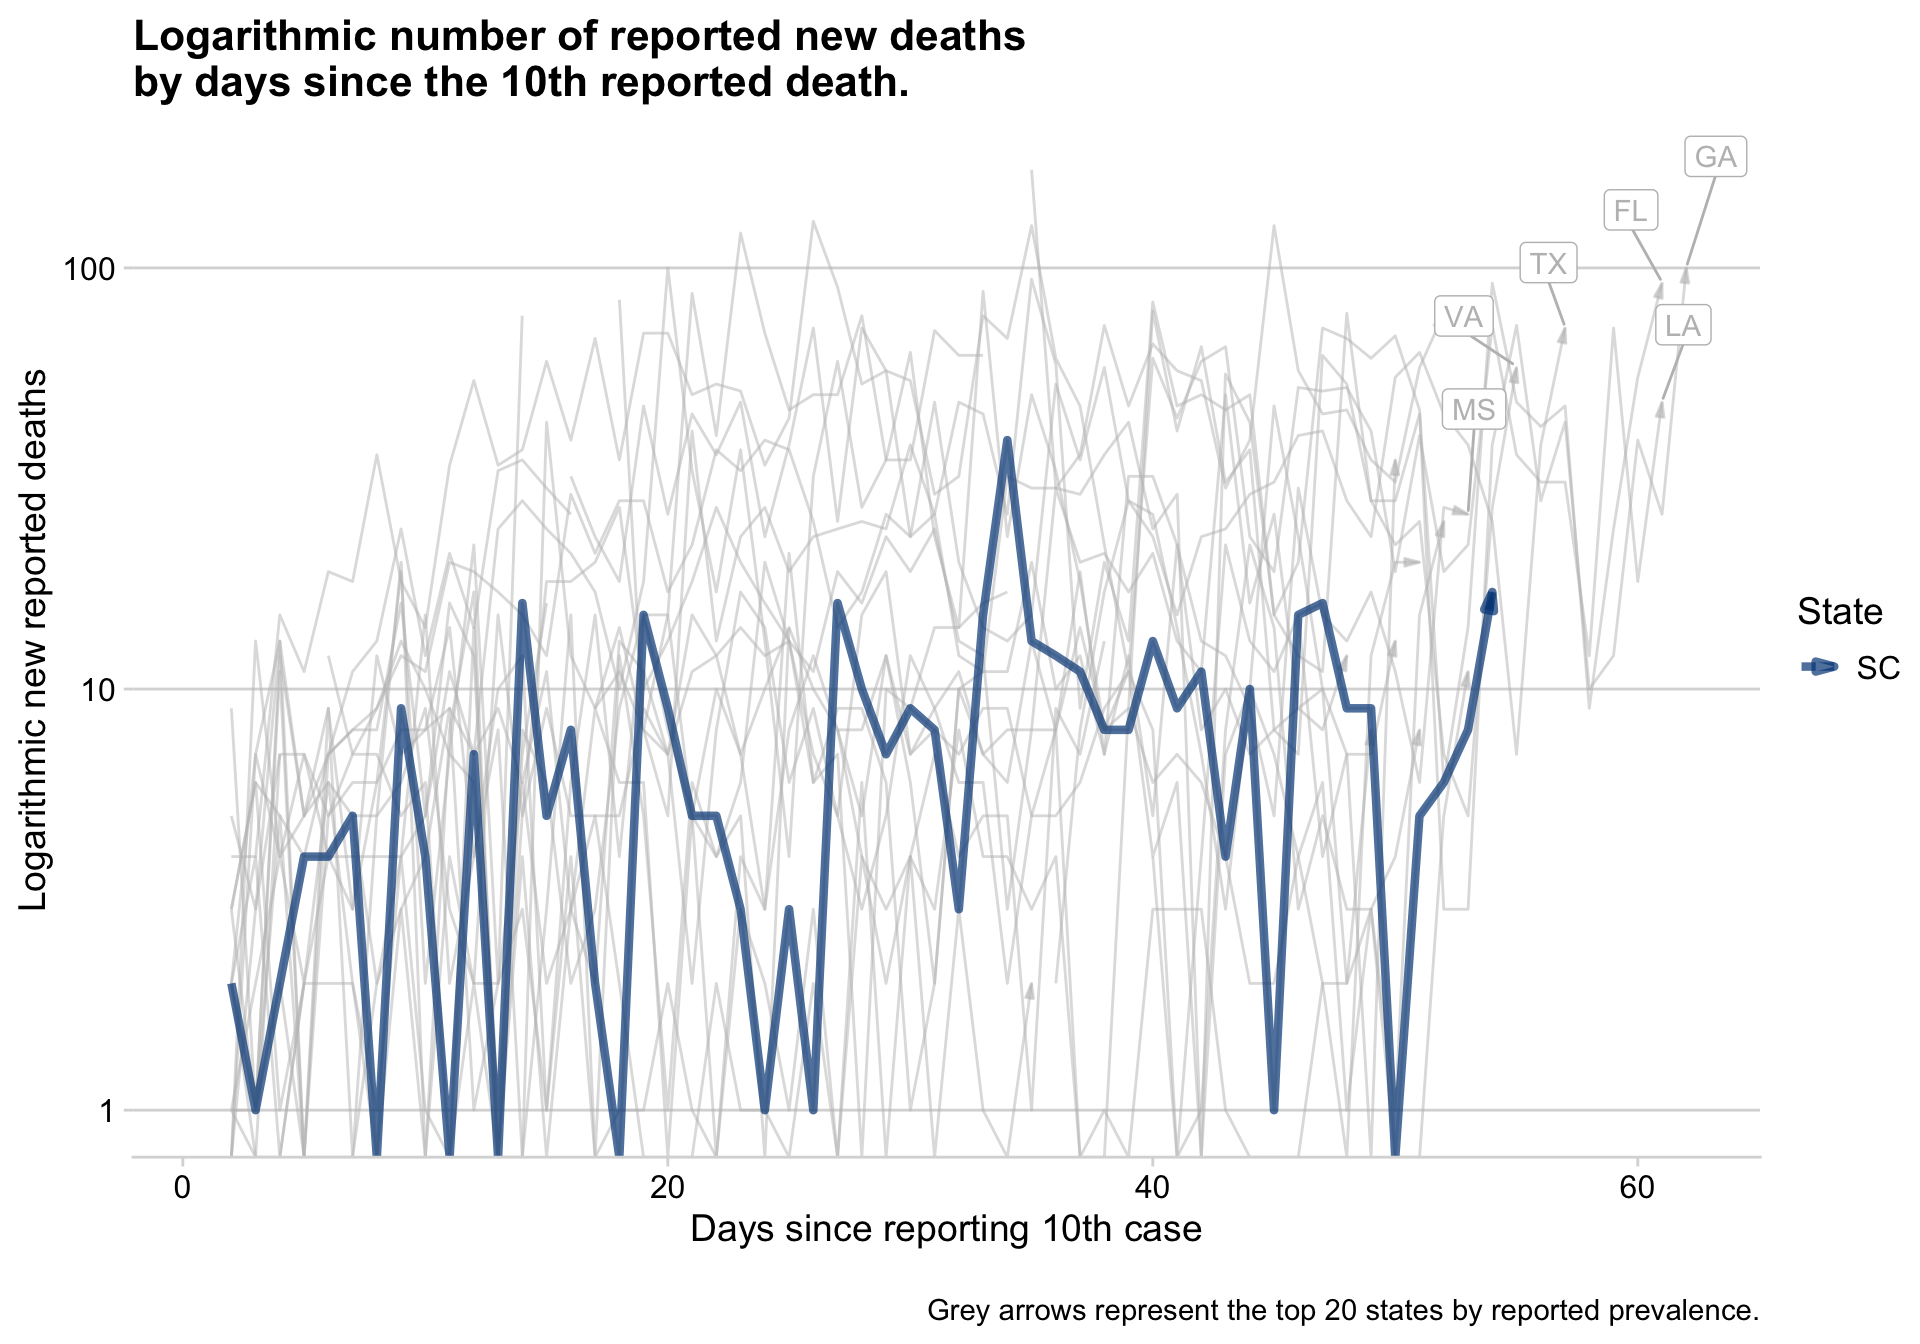 Logarithmic number of reported new deaths
by days since the 10th reported death.
GA
FL
TX
VA
LA
MS
100
10
1
Logarithmic new reported deaths
0
20
40
60
Days since reporting 10th case
State
SC
Grey arrows represent the top 20 states by reported prevalence.